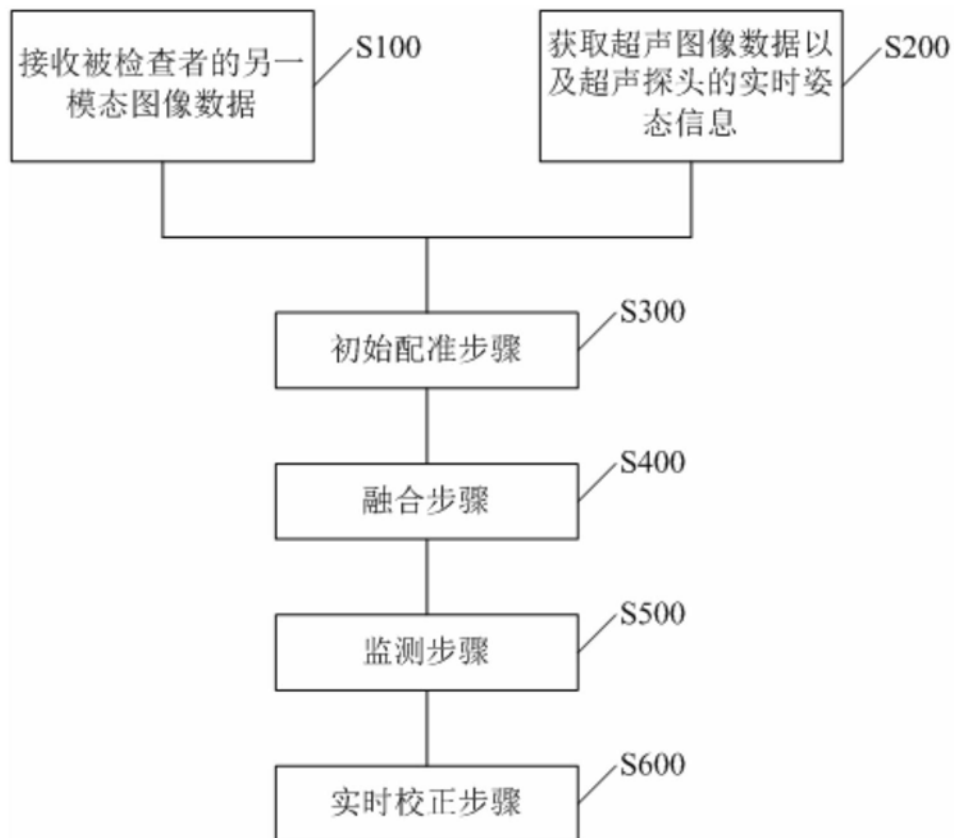 接收被检查者的另一
模态图像数据
S100
获取超声图像数据以
及超声探头的实时姿
态信息
S200
初始配准步骤
S300
融合步骤
S400
监测步骤
S500
实时校正步骤
S600